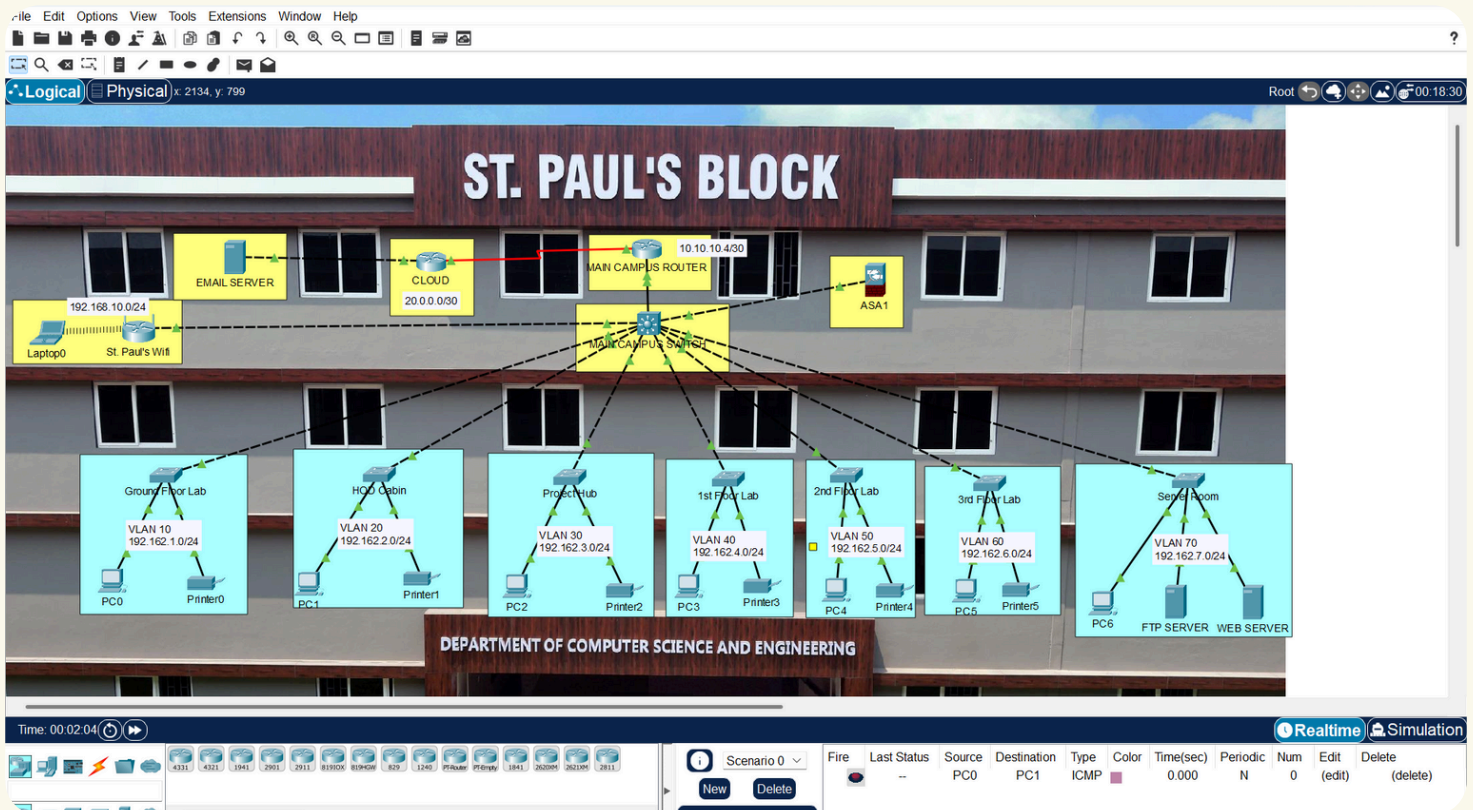 File Edit Options View Tools Extensions Window Help
?
Logical Physical x: 2134, y: 799 Root 00:18:30
ST. PAUL'S BLOCK
EMAIL SERVER
CLOUD
20.0.0.0/30
MAIN CAMPUS ROUTER
10.10.10.4/30
ASA1
192.168.10.0/24
Laptop0
St. Paul's Wifi
MAIN CAMPUS SWITCH
Ground Floor Lab
VLAN 10
192.162.1.0/24
PC0
Printer0
HOD Cabin
VLAN 20
192.162.2.0/24
PC1
Printer1
Project Hub
VLAN 30
192.162.3.0/24
PC2
Printer2
1st Floor Lab
VLAN 40
192.162.4.0/24
PC3
Printer3
2nd Floor Lab
VLAN 50
192.162.5.0/24
PC4
Printer4
3rd Floor Lab
VLAN 60
192.162.6.0/24
PC5
Printer5
Server Room
VLAN 70
192.162.7.0/24
PC6
FTP SERVER
WEB SERVER
DEPARTMENT OF COMPUTER SCIENCE AND ENGINEERING
Time: 00:02:04
Realtime Simulation
4331 4321 1941 2901 2911 819IOX 819HGW 829 1240 PT-Router PT-Empty 1841 2620XM 2621XM 2811
Scenario 0
New Delete
Fire Last Status Source Destination Type Color Time(sec) Periodic Num Edit Delete
-- PC0 PC1 ICMP 0.000 N 0 (edit) (delete)